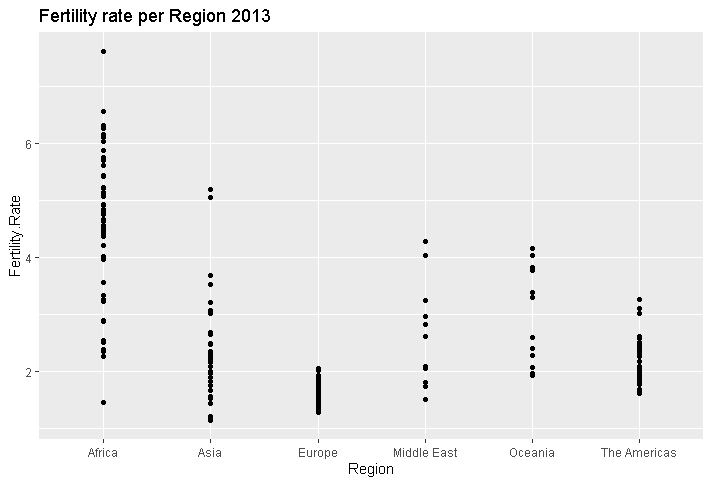 Fertility rate per Region 2013
Fertility.Rate
6
4
2
Africa Asia Europe Middle East Oceania The Americas
Region